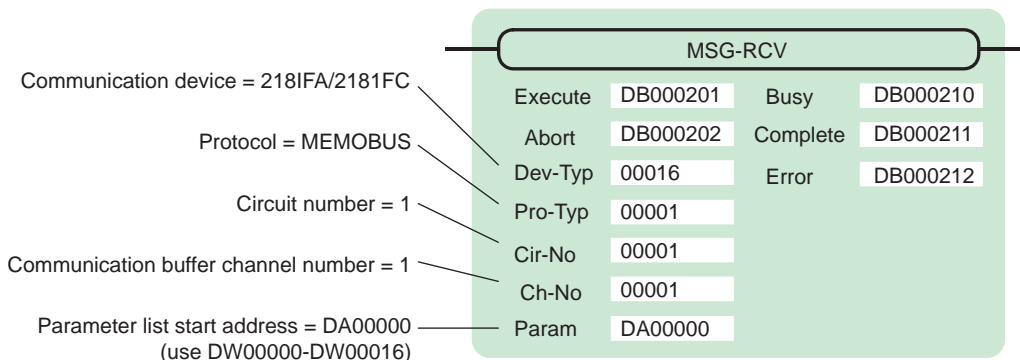 MSG-RCV
Communication device = 218IFA/2181FC
Execute DB000201 Busy DB000210
Protocol = MEMOBUS
Abort DB000202 Complete DB000211
Dev-Typ 00016 Error DB000212
Circuit number = 1
Pro-Typ 00001
Cir-No 00001
Communication buffer channel number = 1
Ch-No 00001
Parameter list start address = DA00000
Param DA00000
(use DW00000-DW00016)